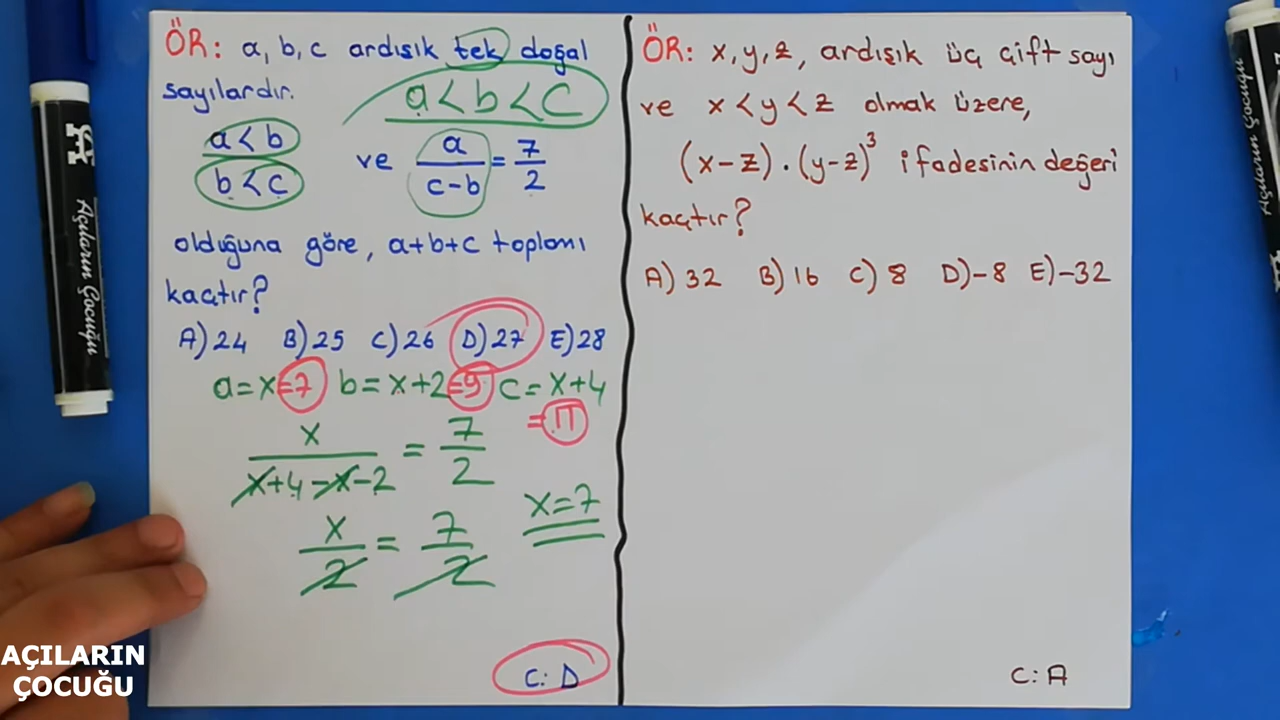 ÖR: a, b, c ardışık tek doğal
sayılardır.
a < b < c
a < b
b < c
ve a/(c-b) = 7/2
olduğuna göre, a+b+c toplamı
kaçtır?
A) 24 B) 25 C) 26 D) 27 E) 28
a = x = 7 b = x+2 = 9 c = x+4
= 11
x/(x+4-x-2) = 7/2
x/2 = 7/2
x = 7
C: D
ÖR: x, y, z, ardışık üç çift sayı
ve x < y < z olmak üzere,
(x-z).(y-z)³ ifadesinin değeri
kaçtır?
A) 32 B) 16 C) 8 D) -8 E) -32
C: A
AÇILARIN
ÇOCUĞU
Açıların Çocuğu
Açıların Çocuğu